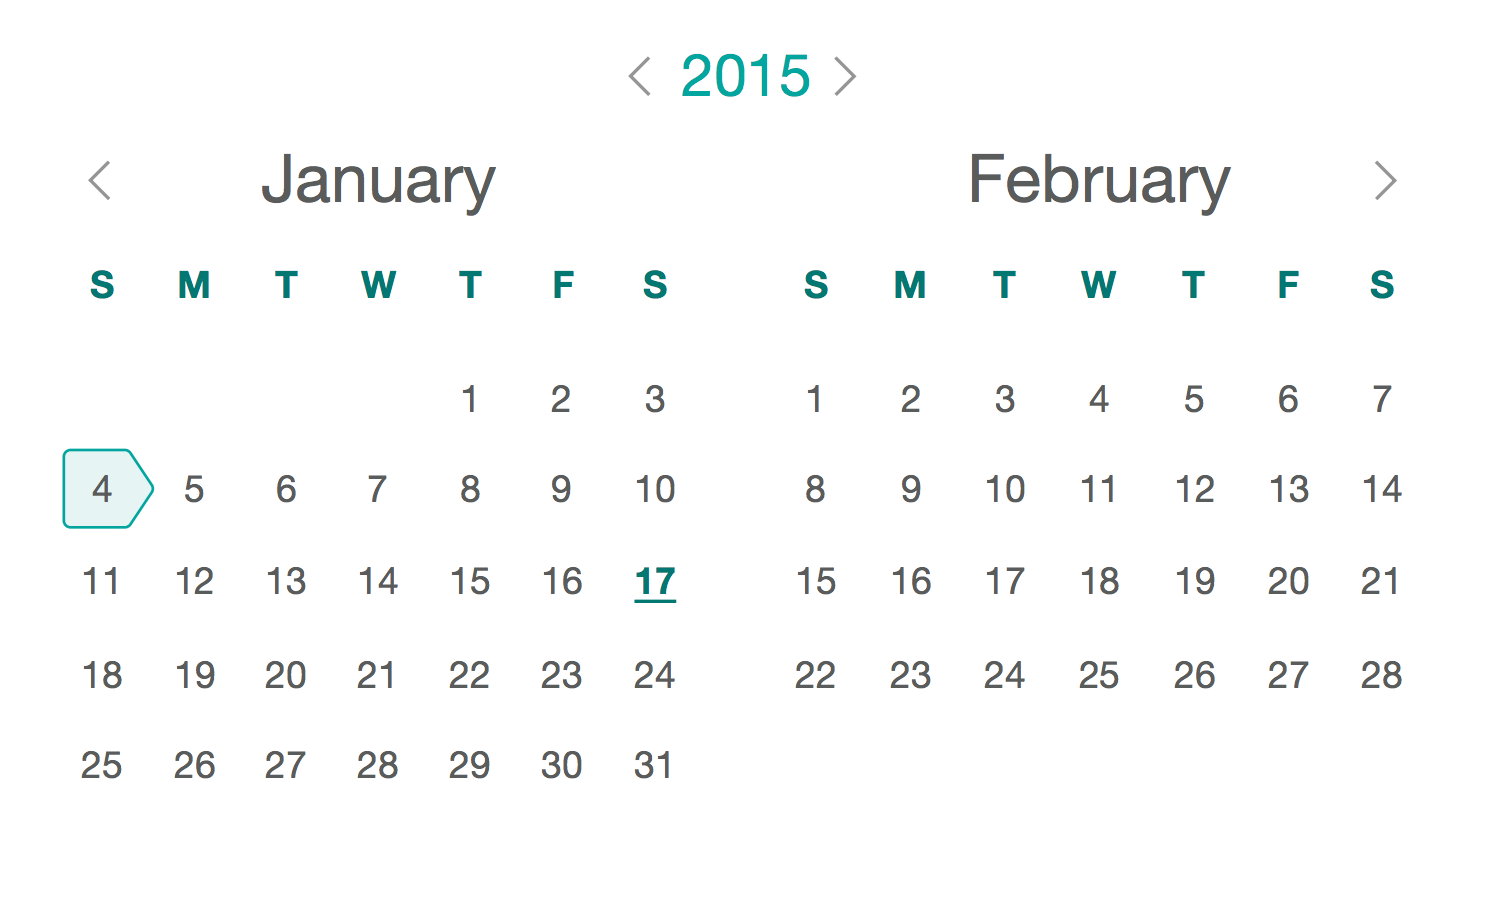 2015
January
S M T W T F S
1 2 3
4 5 6 7 8 9 10
11 12 13 14 15 16 17
18 19 20 21 22 23 24
25 26 27 28 29 30 31
February
S M T W T F S
1 2 3 4 5 6 7
8 9 10 11 12 13 14
15 16 17 18 19 20 21
22 23 24 25 26 27 28